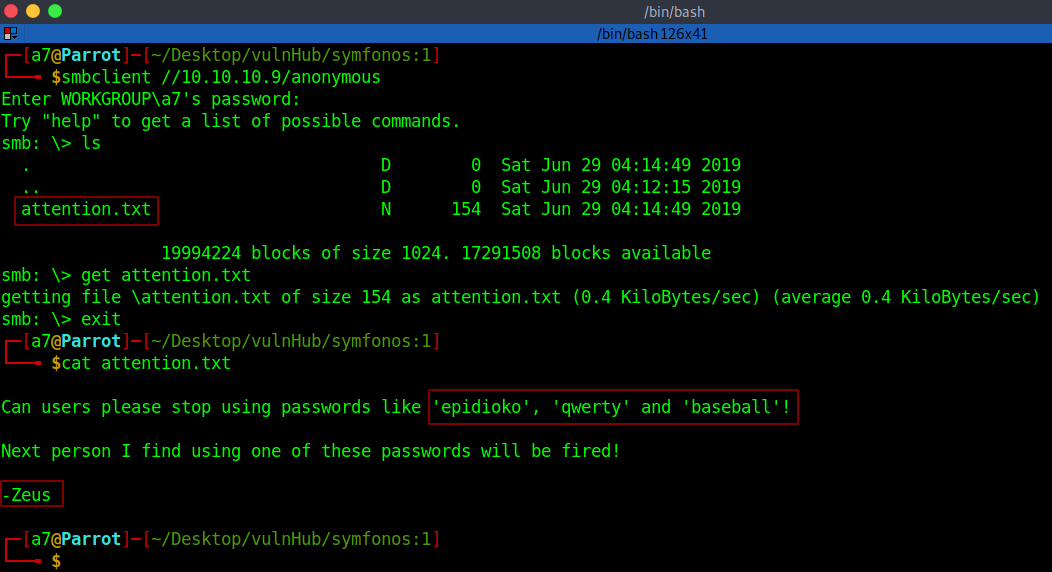 /bin/bash
/bin/bash 126x41
┌─[a7@Parrot]─[~/Desktop/vulnHub/symfonos:1]
└──╼ $smbclient //10.10.10.9/anonymous
Enter WORKGROUP\a7's password:
Try "help" to get a list of possible commands.
smb: \> ls
  .                                   D        0  Sat Jun 29 04:14:49 2019
  ..                                  D        0  Sat Jun 29 04:12:15 2019
  attention.txt                       N      154  Sat Jun 29 04:14:49 2019
                19994224 blocks of size 1024. 17291508 blocks available
smb: \> get attention.txt
getting file \attention.txt of size 154 as attention.txt (0.4 KiloBytes/sec) (average 0.4 KiloBytes/sec)
smb: \> exit
┌─[a7@Parrot]─[~/Desktop/vulnHub/symfonos:1]
└──╼ $cat attention.txt
Can users please stop using passwords like 'epidioko', 'qwerty' and 'baseball'!
Next person I find using one of these passwords will be fired!
-Zeus
┌─[a7@Parrot]─[~/Desktop/vulnHub/symfonos:1]
└──╼ $